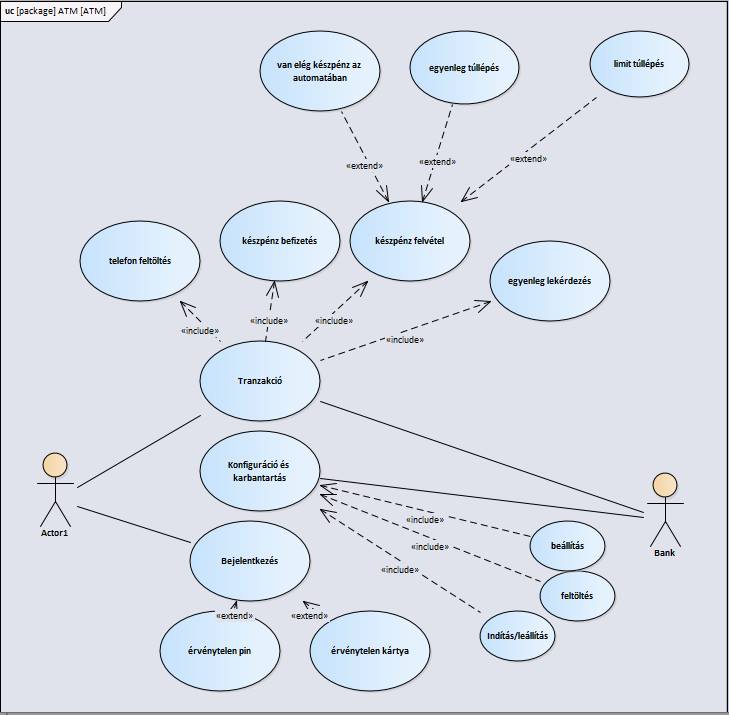 uc [package] ATM [ATM]
van elég készpénz az
automatában
egyenleg túllépés
limit túllépés
«extend»
«extend»
«extend»
telefon feltöltés
készpénz befizetés
készpénz felvétel
egyenleg lekérdezés
«include»
«include»
«include»
«include»
Tranzakció
Konfiguráció és
karbantartás
Actor1
Bank
«include»
«include»
«include»
beállítás
Bejelentkezés
feltöltés
Indítás/leállítás
«extend»
«extend»
érvénytelen pin
érvénytelen kártya